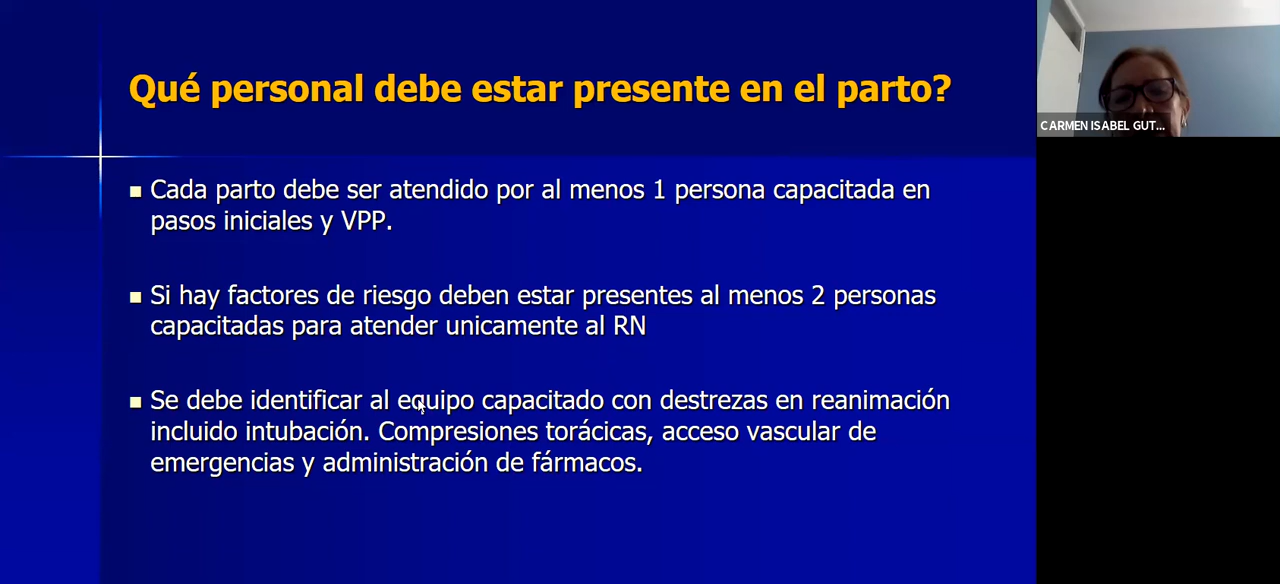 Qué personal debe estar presente en el parto?
Cada parto debe ser atendido por al menos 1 persona capacitada en
pasos iniciales y VPP.
Si hay factores de riesgo deben estar presentes al menos 2 personas
capacitadas para atender unicamente al RN
Se debe identificar al equipo capacitado con destrezas en reanimación
incluido intubación. Compresiones torácicas, acceso vascular de
emergencias y administración de fármacos.
CARMEN ISABEL GUT...